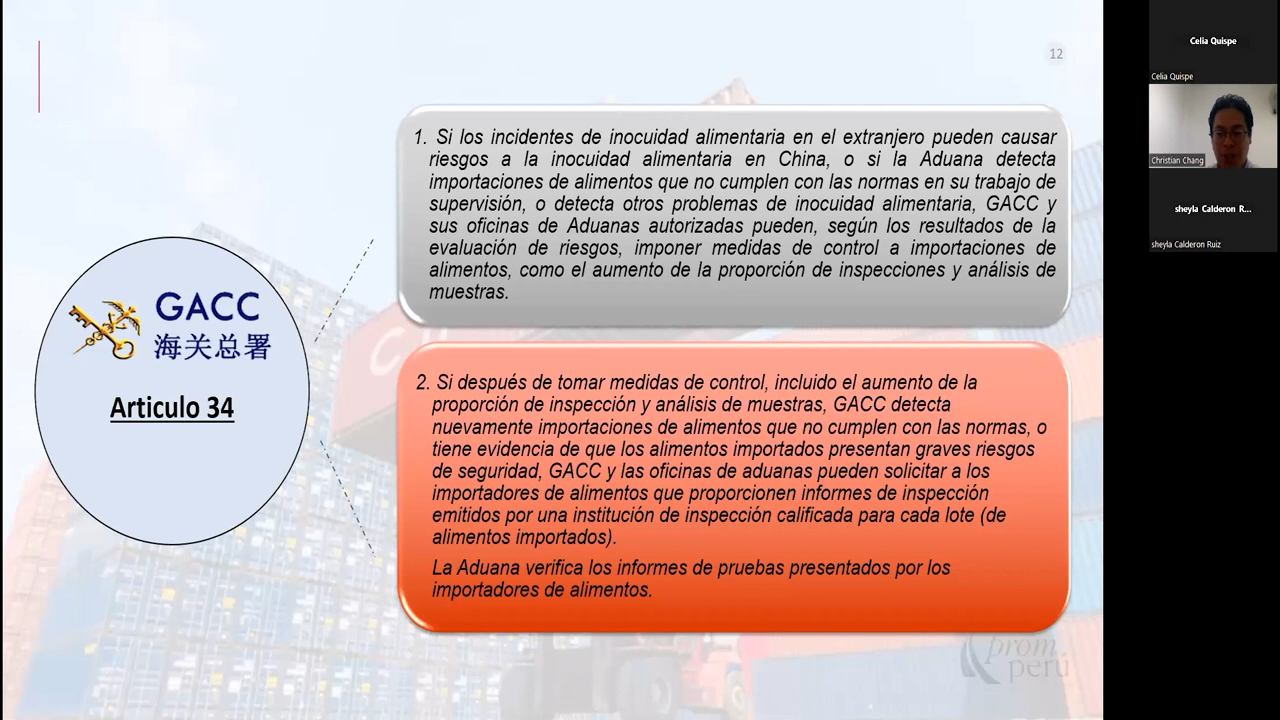 12
1. Si los incidentes de inocuidad alimentaria en el extranjero pueden causar
riesgos a la inocuidad alimentaria en China, o si la Aduana detecta
importaciones de alimentos que no cumplen con las normas en su trabajo de
supervisión, o detecta otros problemas de inocuidad alimentaria, GACC y
sus oficinas de Aduanas autorizadas pueden, según los resultados de la
evaluación de riesgos, imponer medidas de control a importaciones de
alimentos, como el aumento de la proporción de inspecciones y análisis de
muestras.
GACC
海关总署
Articulo 34
2. Si después de tomar medidas de control, incluido el aumento de la
proporción de inspección y análisis de muestras, GACC detecta
nuevamente importaciones de alimentos que no cumplen con las normas, o
tiene evidencia de que los alimentos importados presentan graves riesgos
de seguridad, GACC y las oficinas de aduanas pueden solicitar a los
importadores de alimentos que proporcionen informes de inspección
emitidos por una institución de inspección calificada para cada lote (de
alimentos importados).
La Aduana verifica los informes de pruebas presentados por los
importadores de alimentos.
prom
perú
Celia Quispe
Celia Quispe
Christian Chang
sheyla Calderon R...
sheyla Calderon Ruiz